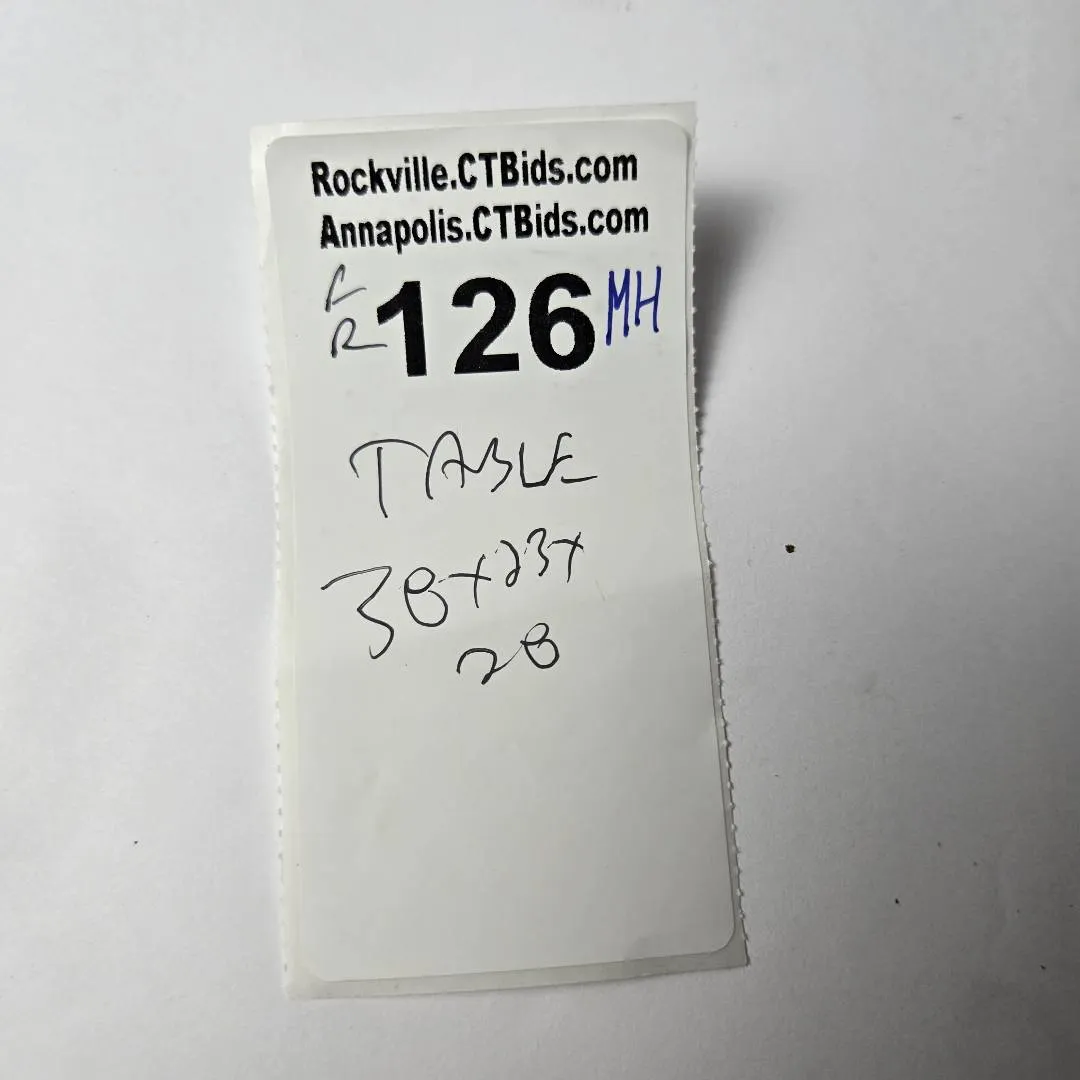 Rockville.CTBids.com
Annapolis.CTBids.com
126 MH
TABLE
38x23x
28